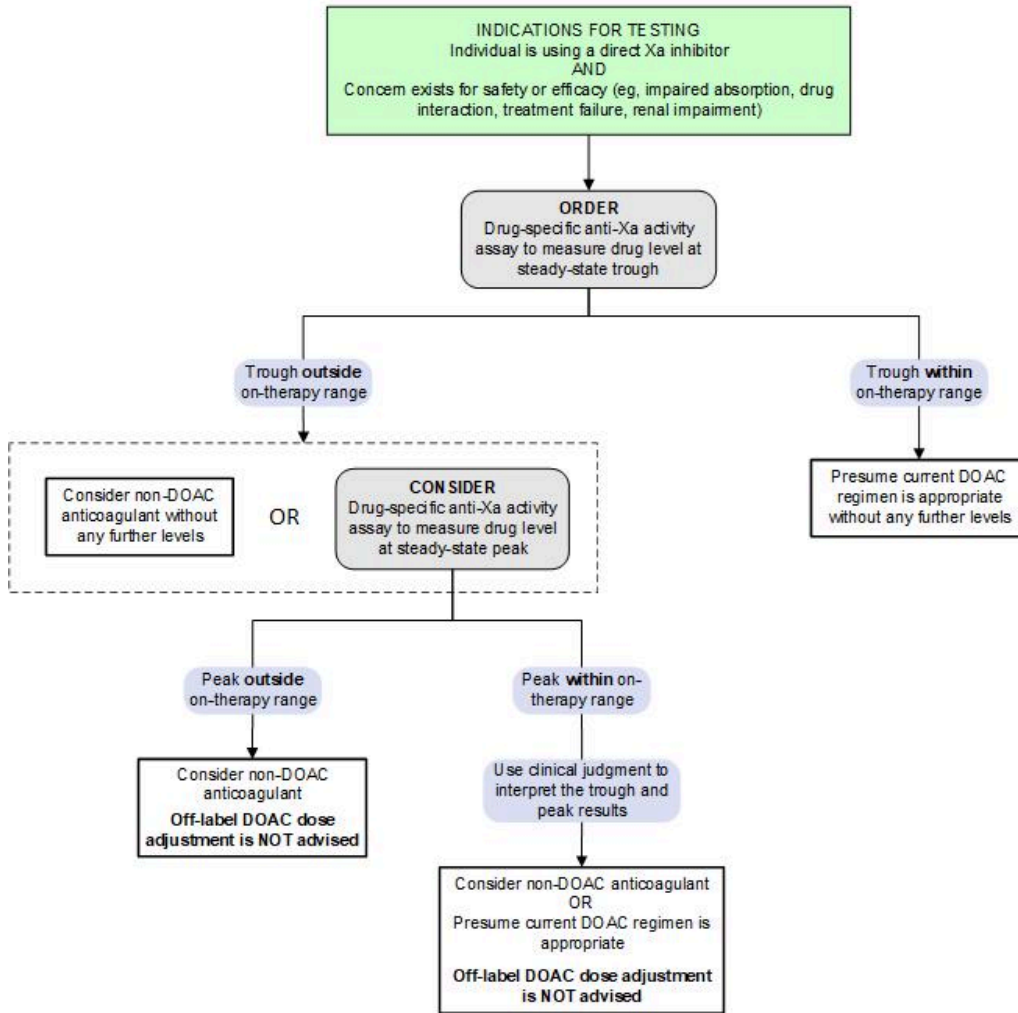 INDICATIONS FOR TESTING
Individual is using a direct Xa inhibitor
AND
Concern exists for safety or efficacy (eg, impaired absorption, drug
interaction, treatment failure, renal impairment)
ORDER
Drug-specific anti-Xa activity
assay to measure drug level at
steady-state trough
Trough outside
on-therapy range
Trough within
on-therapy range
Consider non-DOAC
anticoagulant without
any further levels
OR
CONSIDER
Drug-specific anti-Xa activity
assay to measure drug level
at steady-state peak
Presume current DOAC
regimen is appropriate
without any further levels
Peak outside
on-therapy range
Peak within on-
therapy range
Consider non-DOAC
anticoagulant
Off-label DOAC dose
adjustment is NOT advised
Use clinical judgment to
interpret the trough and
peak results
Consider non-DOAC anticoagulant
OR
Presume current DOAC regimen is
appropriate
Off-label DOAC dose adjustment
is NOT advised